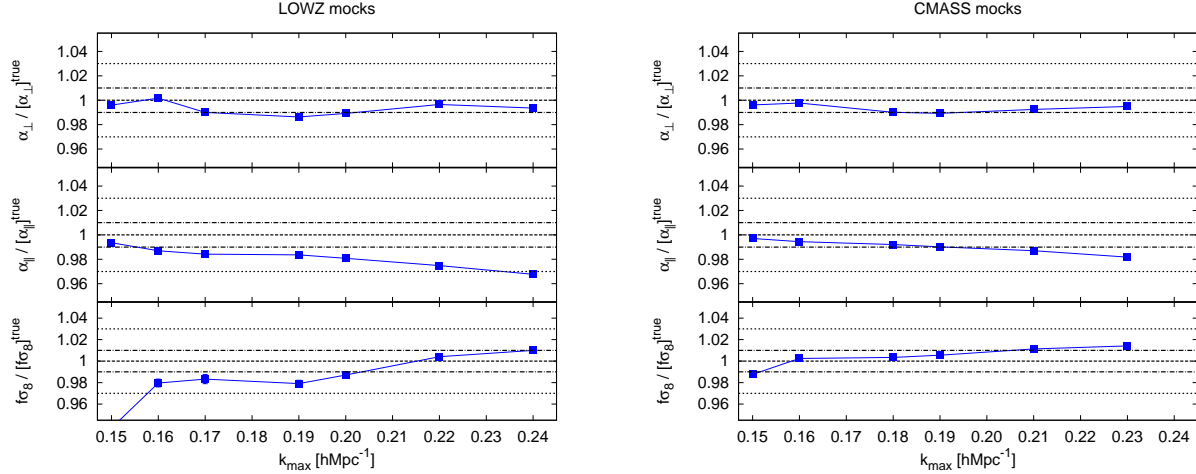 LOWZ mocks
α⊥ / [α⊥]^true
1.04
1.02
1
0.98
0.96
α|| / [α||]^true
1.04
1.02
1
0.98
0.96
fσ8 / [fσ8]^true
1.04
1.02
1
0.98
0.96
0.15 0.16 0.17 0.18 0.19 0.20 0.21 0.22 0.23 0.24
kmax [hMpc-1]
CMASS mocks
α⊥ / [α⊥]^true
1.04
1.02
1
0.98
0.96
α|| / [α||]^true
1.04
1.02
1
0.98
0.96
fσ8 / [fσ8]^true
1.04
1.02
1
0.98
0.96
0.15 0.16 0.17 0.18 0.19 0.20 0.21 0.22 0.23 0.24
kmax [hMpc-1]